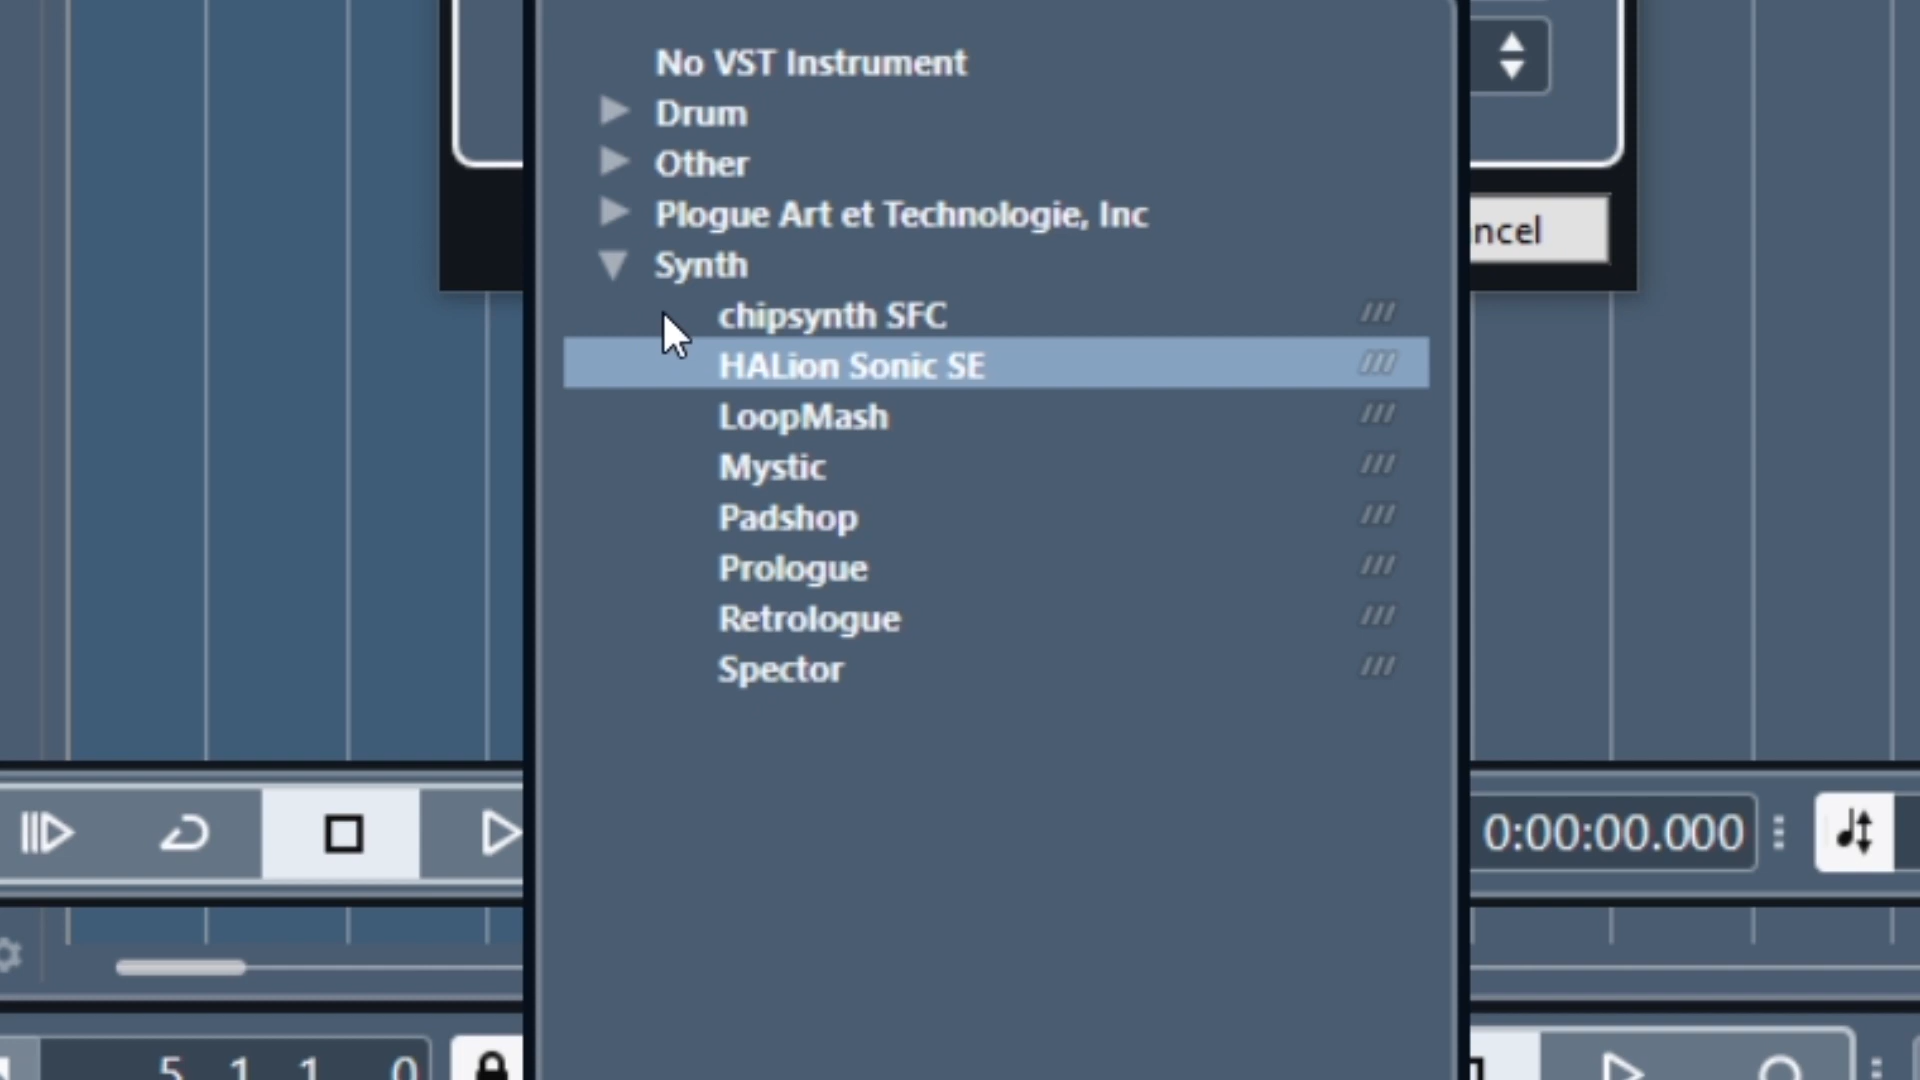 No VST Instrument
Drum
Other
Plogue Art et Technologie, Inc
ncel
Synth
chipsynth SFC
HALion Sonic SE
LoopMash
Mystic
Padshop
Prologue
Retrologue
Spector
0:00:00.000
5 1 1 0